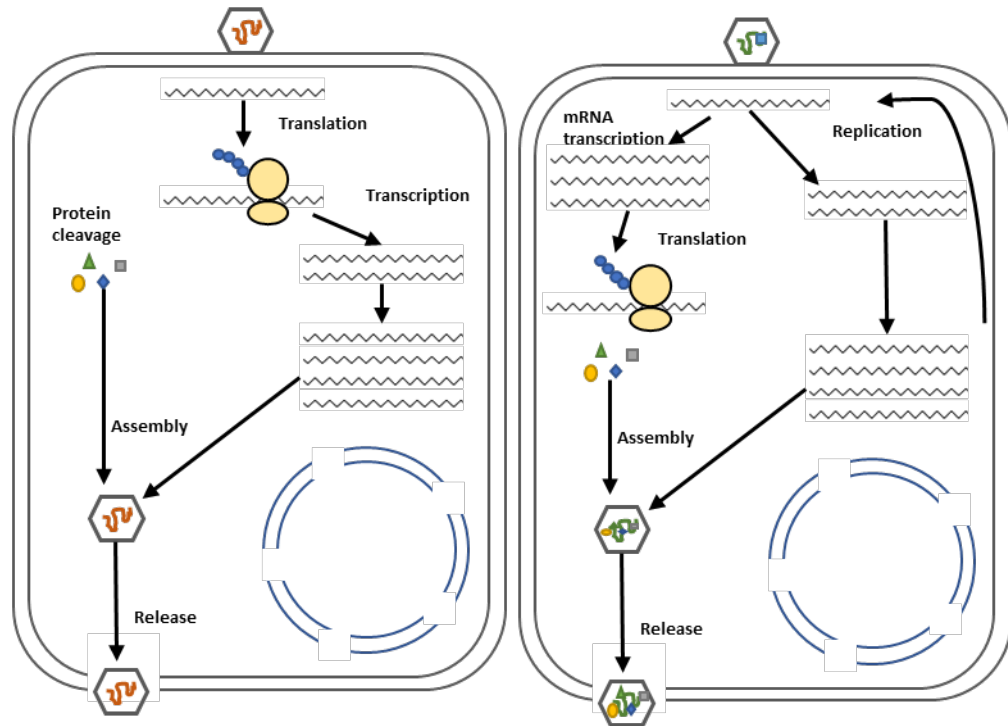 Translation
Transcription
Protein
cleavage
Assembly
Release
mRNA
transcription
Replication
Translation
Assembly
Release